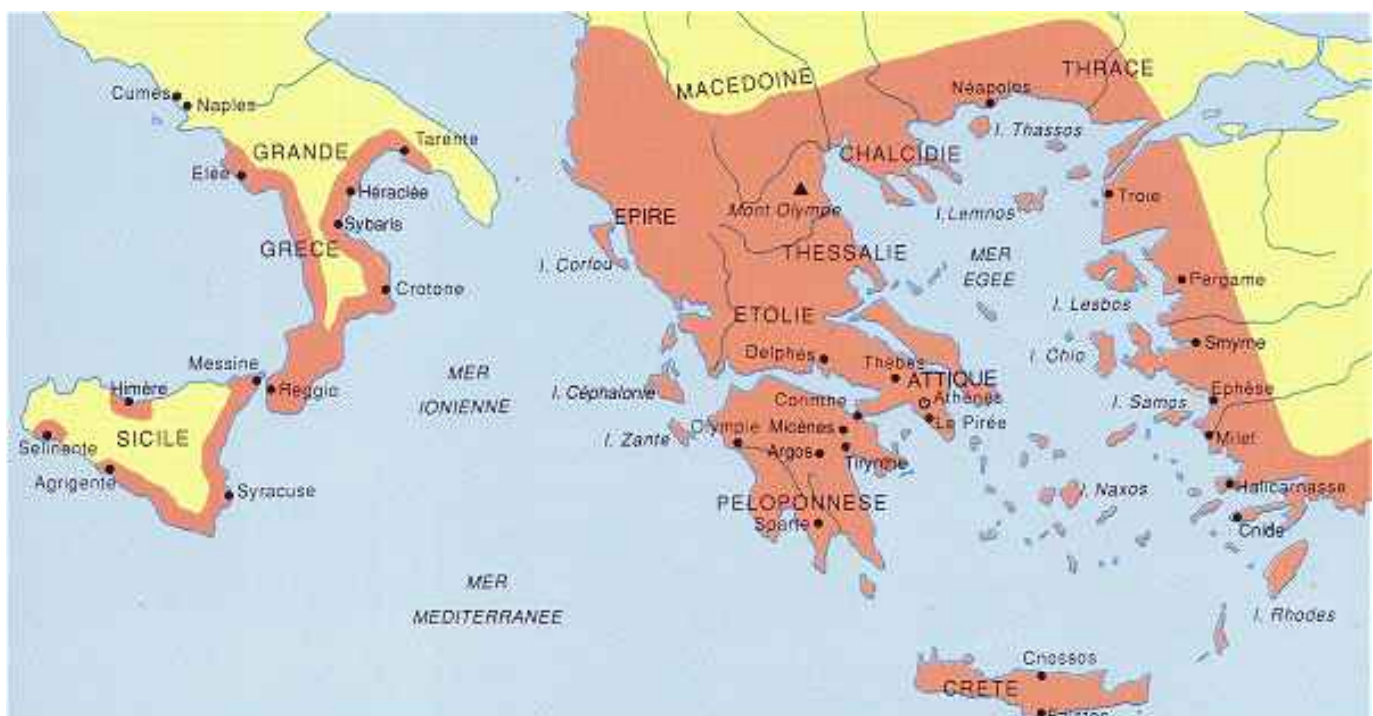 Cumes
Naples
GRANDE
Tarente
Elée
Héraclée
Sybaris
GRECE
Crotone
Messine
Reggio
Himère
SICILE
Sélinonte
Agrigente
Syracuse
MER
IONIENNE
MER
MEDITERRANEE
MACEDOINE
THRACE
Néapolos
I. Thassos
CHALCIDIE
Mont Olympe
I. Lemnos
Troie
EPIRE
THESSALIE
MER
EGEE
I. Corfou
Pergame
I. Lesbos
ETOLIE
Smyrne
I. Chio
Delphes
Thèbes
ATTIQUE
Athènes
Le Pirée
I. Céphalonie
Corinthe
Ephèse
I. Samos
I. Zante
Olympie
Micènes
Milet
Argos
Tirynthe
I. Naxos
Halicarnasse
PELOPONNESE
Sparte
Cnide
I. Rhodes
Cnossos
CRETE